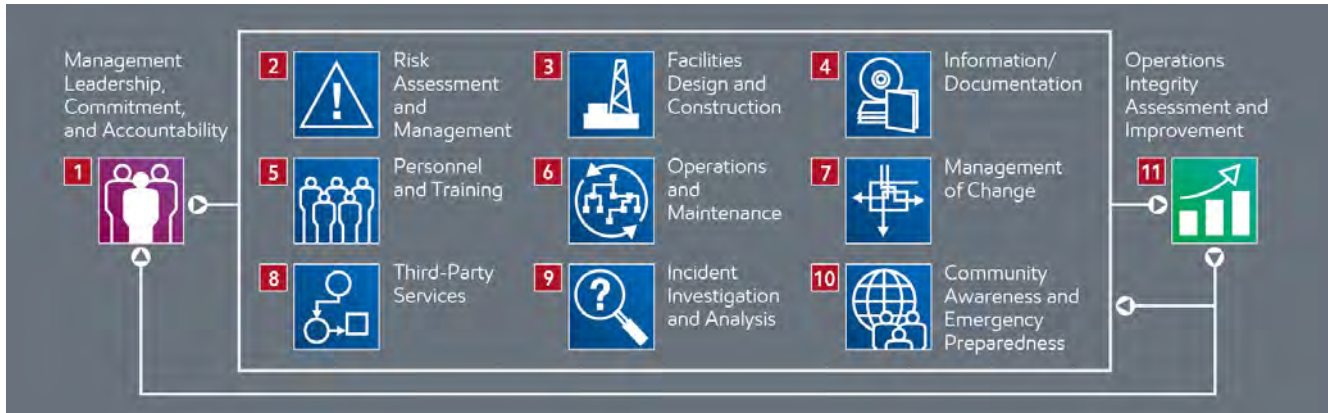 1
Management
Leadership,
Commitment,
and Accountability
2
Risk
Assessment
and
Management
3
Facilities
Design and
Construction
4
Information/
Documentation
5
Personnel
and Training
6
Operations
and
Maintenance
7
Management
of Change
8
Third-Party
Services
9
Incident
Investigation
and Analysis
10
Community
Awareness and
Emergency
Preparedness
11
Operations
Integrity
Assessment and
Improvement